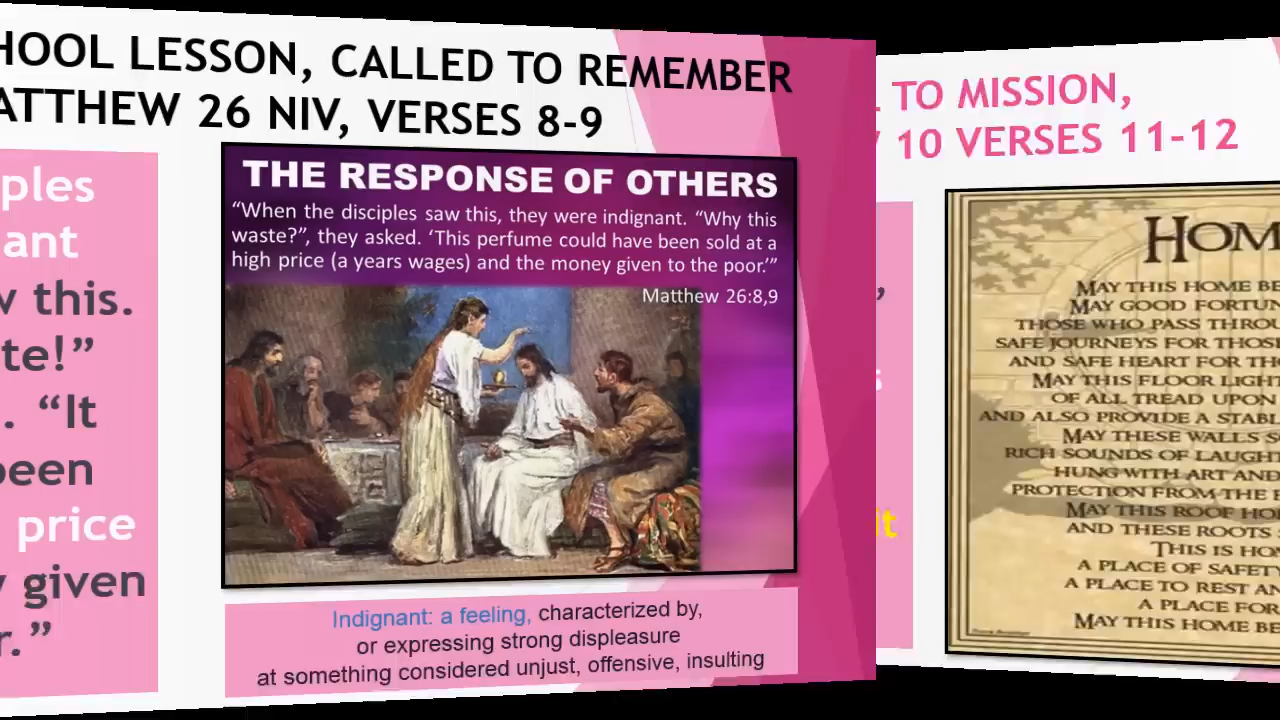 HOOL LESSON, CALLED TO REMEMBER
ATTHEW 26 NIV, VERSES 8-9
ples
ant
w this.
te!”
. “It
been
price
y given
r.”
THE RESPONSE OF OTHERS
“When the disciples saw this, they were indignant. “Why this
waste?”, they asked. ‘This perfume could have been sold at a
high price (a years wages) and the money given to the poor.’”
Matthew 26:8,9
Indignant: a feeling, characterized by,
or expressing strong displeasure
at something considered unjust, offensive, insulting
TO MISSION,
10 VERSES 11-12
,
s
it
HOM
MAY THIS HOME BE
MAY GOOD FORTUN
THOSE WHO PASS THROU
SAFE JOURNEYS FOR THOSE
AND SAFE HEART FOR TH
MAY THIS FLOOR LIGHT
OF ALL TREAD UPON
AND ALSO PROVIDE A STABL
MAY THESE WALLS S
RICH SOUNDS OF LAUGHT
HUNG WITH ART AND
PROTECTION FROM THE E
MAY THIS ROOF HO
AND THESE ROOTS
THIS IS HO
A PLACE OF SAFETY
A PLACE TO REST AN
A PLACE FOR
MAY THIS HOME BE